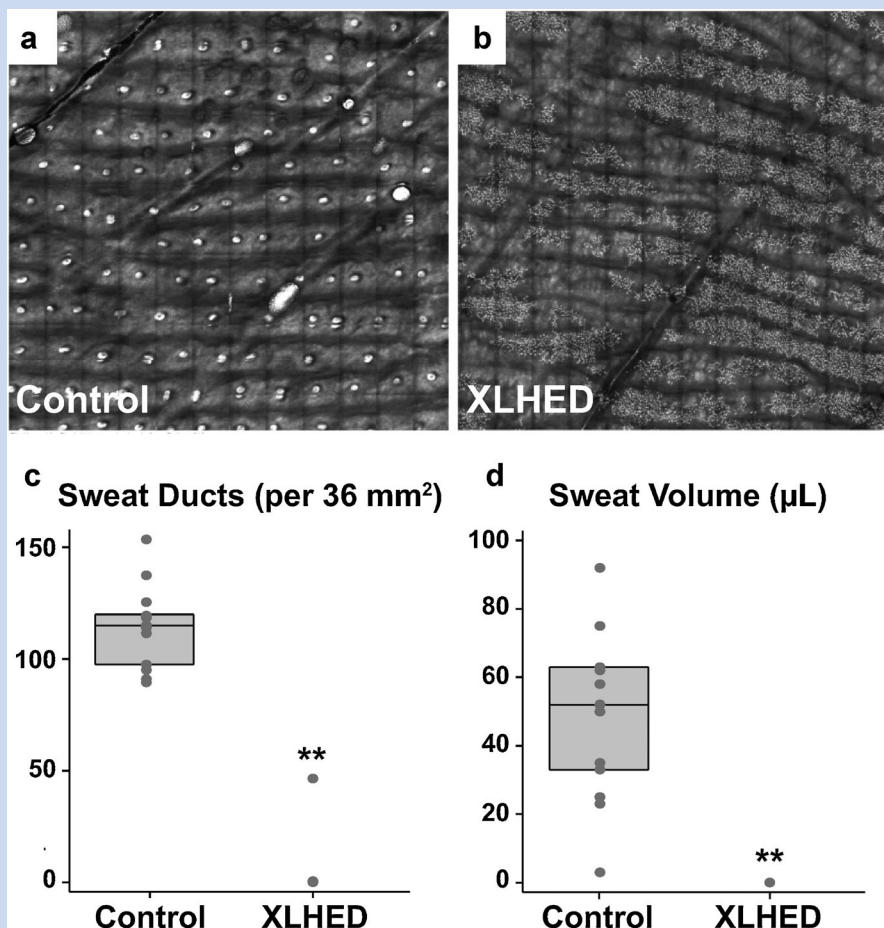 a
b
Control
XLHED
c
Sweat Ducts (per 36 mm²)
150
100
50
0
**
Control
XLHED
d
Sweat Volume (µL)
100
80
60
40
20
0
**
Control
XLHED